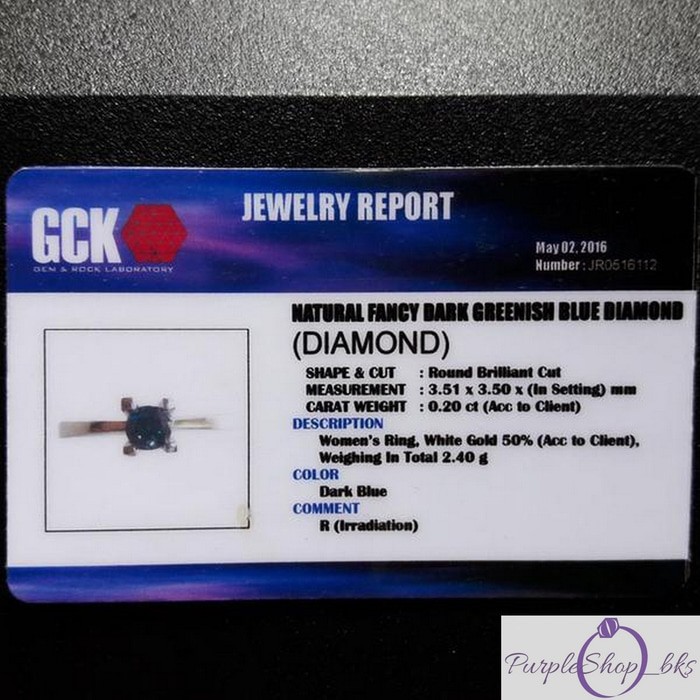 JEWELRY REPORT
GCK
GEM & ROCK LABORATORY
May 02, 2016
Number : JR0516112
NATURAL FANCY DARK GREENISH BLUE DIAMOND
(DIAMOND)
SHAPE & CUT : Round Brilliant Cut
MEASUREMENT : 3.51 x 3.50 x (In Setting) mm
CARAT WEIGHT : 0.20 ct (Acc to Client)
DESCRIPTION
Women's Ring, White Gold 50% (Acc to Client),
Weighing In Total 2.40 g
COLOR
Dark Blue
COMMENT
R (Irradiation)
PurpleShop_bks